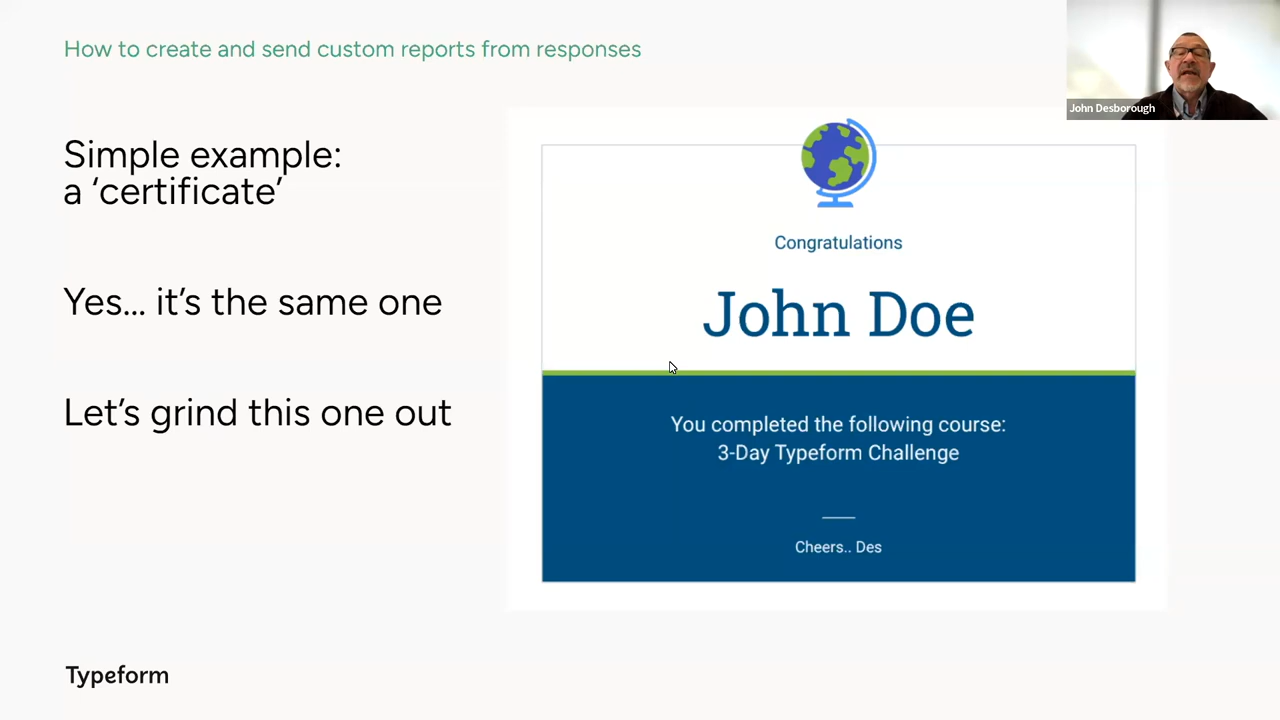 How to create and send custom reports from responses
John Desborough
Simple example:
a ‘certificate’
Yes... it’s the same one
Let’s grind this one out
Congratulations
John Doe
You completed the following course:
3-Day Typeform Challenge
Cheers.. Des
Typeform